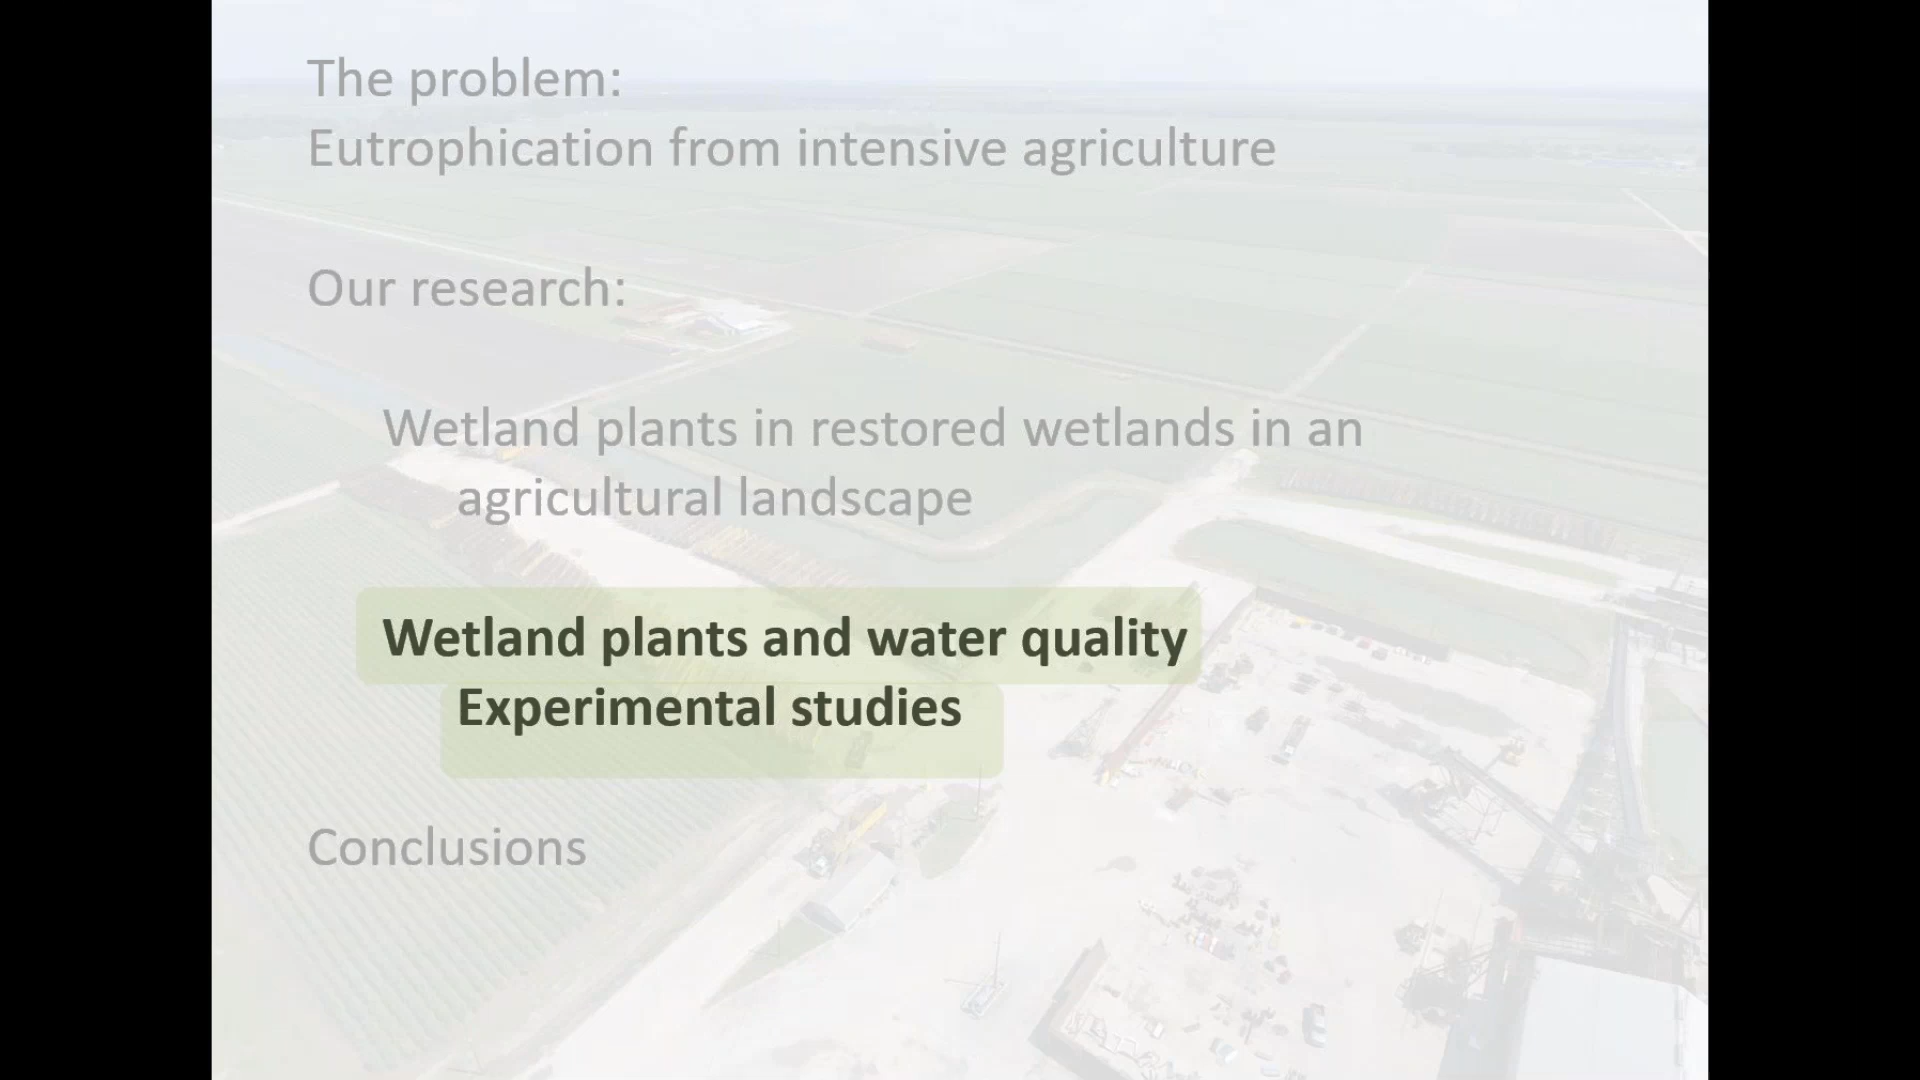 The problem:
Eutrophication from intensive agriculture
Our research:
Wetland plants in restored wetlands in an
agricultural landscape
Wetland plants and water quality
Experimental studies
Conclusions